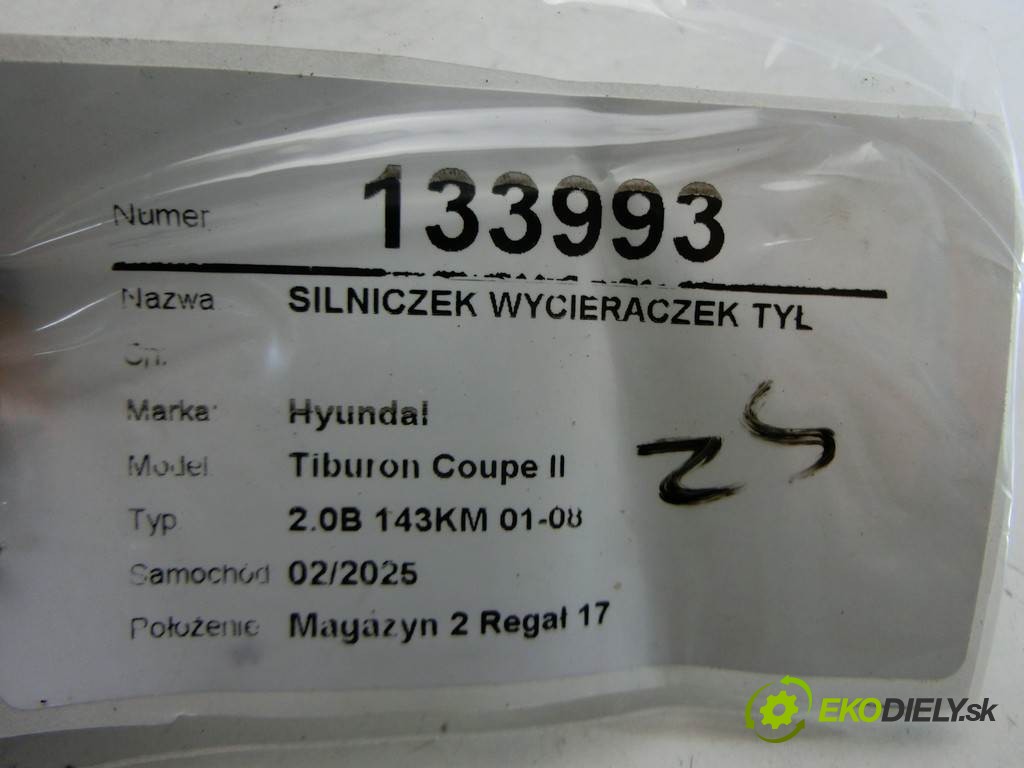 Numer 133993
Nazwa SILNICZEK WYCIERACZEK TYŁ
Marka: Hyundai
Model Tiburon Coupe II
Typ 2.0B 143KM 01-08
Samochód 02/2025
Położenie Magazyn 2 Regał 17
EKODIELY.sk